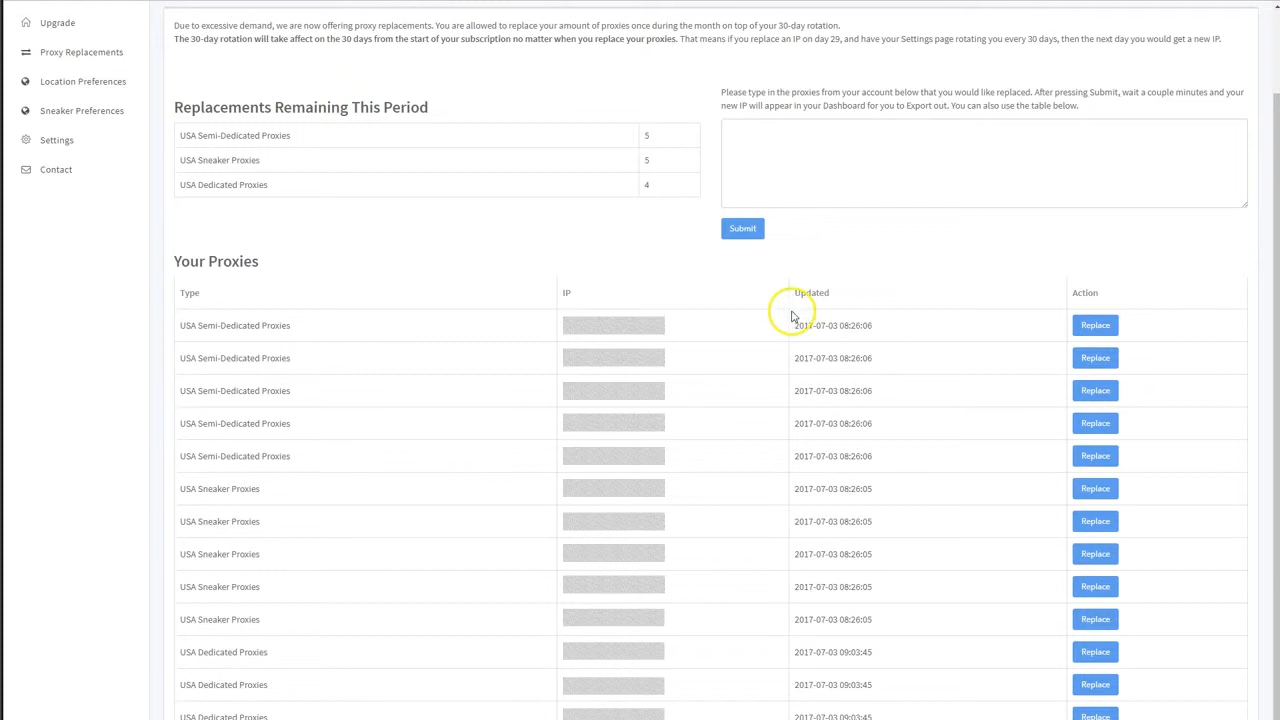 Upgrade
Proxy Replacements
Location Preferences
Sneaker Preferences
Settings
Contact
Due to excessive demand, we are now offering proxy replacements. You are allowed to replace your amount of proxies once during the month on top of your 30-day rotation.
The 30-day rotation will take affect on the 30 days from the start of your subscription no matter when you replace your proxies. That means if you replace an IP on day 29, and have your Settings page rotating you every 30 days, then the next day you would get a new IP.
Replacements Remaining This Period
USA Semi-Dedicated Proxies 5
USA Sneaker Proxies 5
USA Dedicated Proxies 4
Please type in the proxies from your account below that you would like replaced. After pressing Submit, wait a couple minutes and your
new IP will appear in your Dashboard for you to Export out. You can also use the table below.
Submit
Your Proxies
Type IP Updated Action
USA Semi-Dedicated Proxies 2017-07-03 08:26:06 Replace
USA Semi-Dedicated Proxies 2017-07-03 08:26:06 Replace
USA Semi-Dedicated Proxies 2017-07-03 08:26:06 Replace
USA Semi-Dedicated Proxies 2017-07-03 08:26:06 Replace
USA Semi-Dedicated Proxies 2017-07-03 08:26:06 Replace
USA Sneaker Proxies 2017-07-03 08:26:05 Replace
USA Sneaker Proxies 2017-07-03 08:26:05 Replace
USA Sneaker Proxies 2017-07-03 08:26:05 Replace
USA Sneaker Proxies 2017-07-03 08:26:05 Replace
USA Sneaker Proxies 2017-07-03 08:26:05 Replace
USA Dedicated Proxies 2017-07-03 09:03:45 Replace
USA Dedicated Proxies 2017-07-03 09:03:45 Replace
USA Dedicated Proxies 2017-07-03 09:03:45 Replace